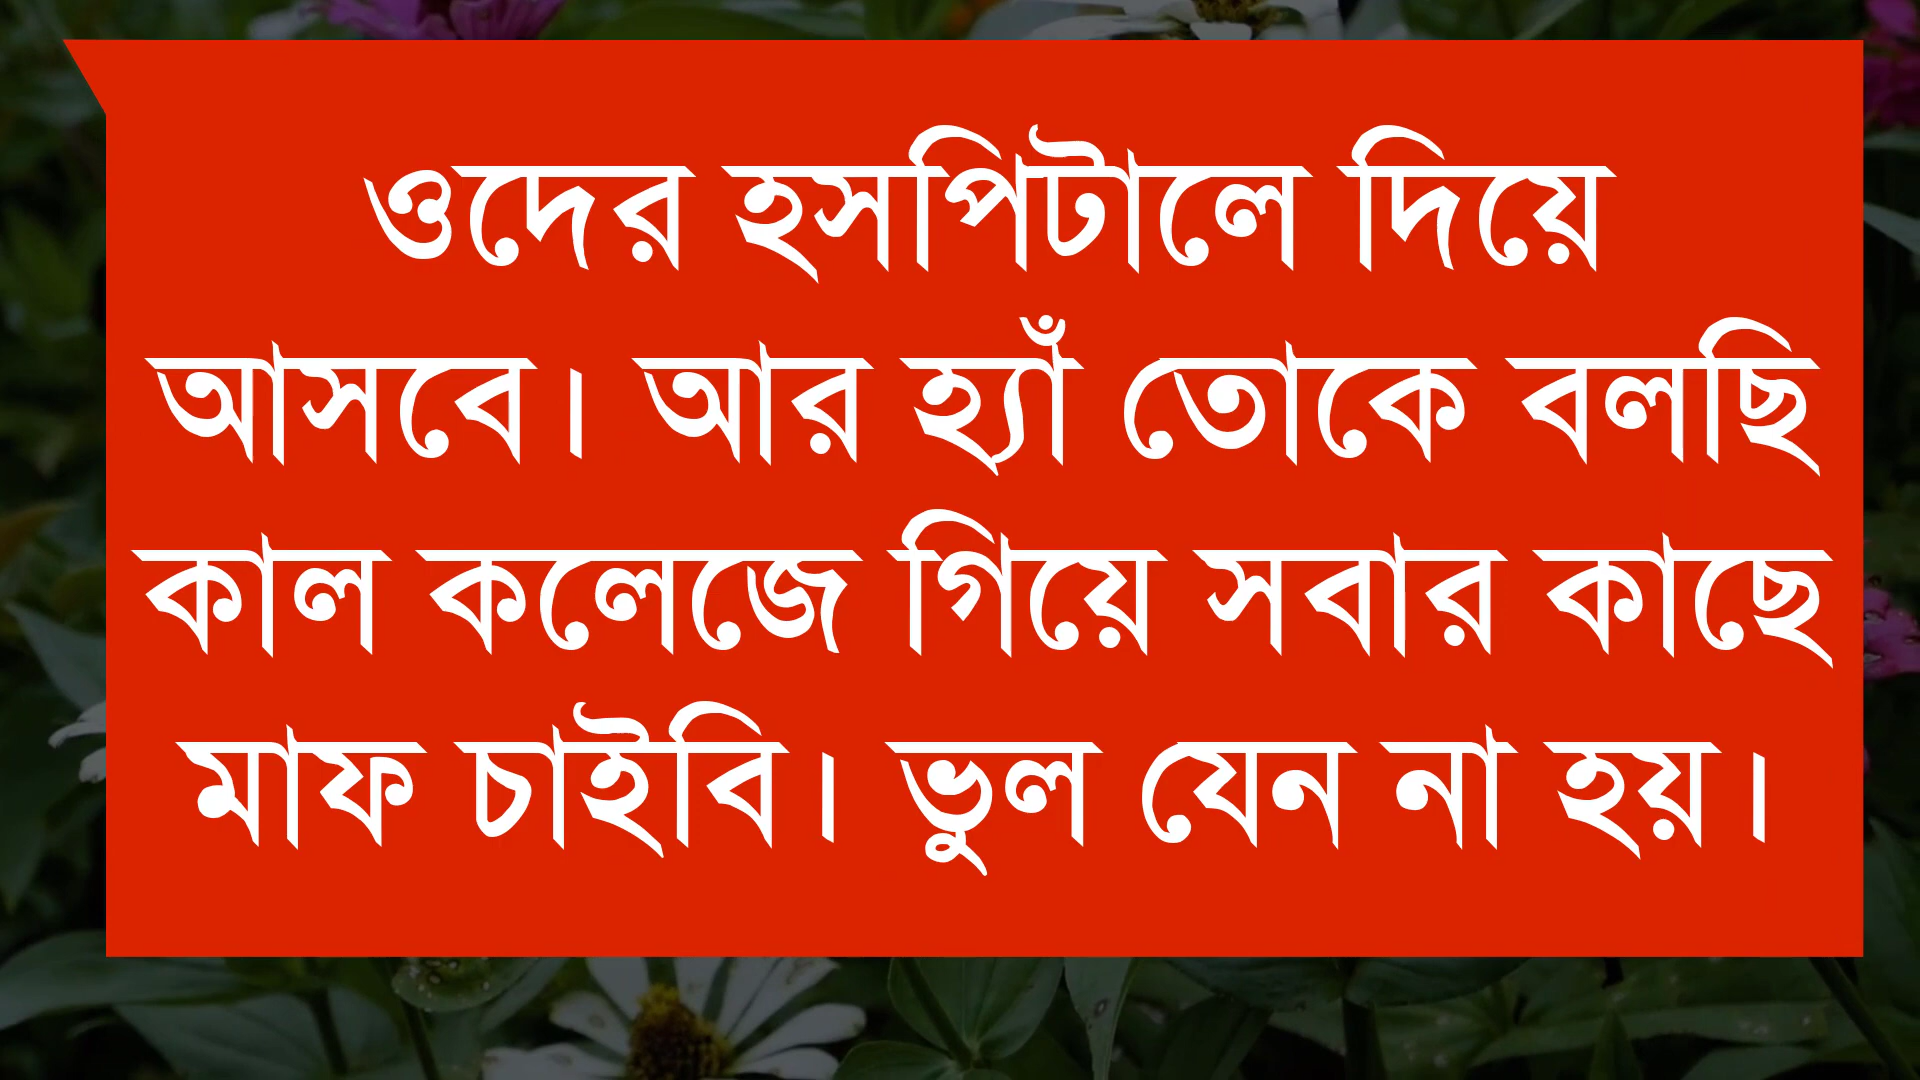 ওদের হসপিটালে দিয়ে
আসবে। আর হ্যাঁ তোকে বলছি
কাল কলেজে গিয়ে সবার কাছে
মাফ চাইবি। ভুল যেন না হয়।